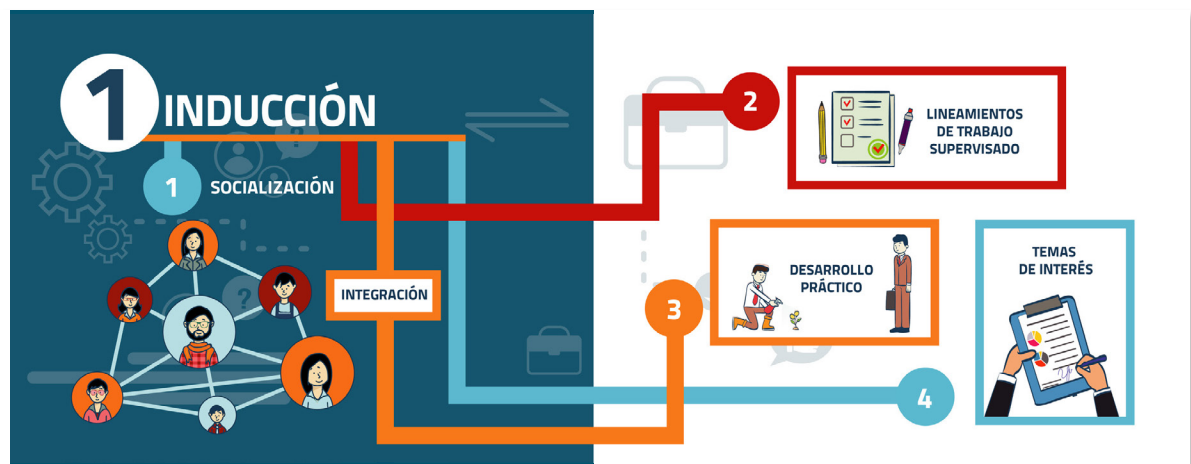 1 INDUCCIÓN
1 SOCIALIZACIÓN
INTEGRACIÓN
2
LINEAMIENTOS
DE TRABAJO
SUPERVISADO
3
DESARROLLO
PRÁCTICO
4
TEMAS
DE INTERÉS